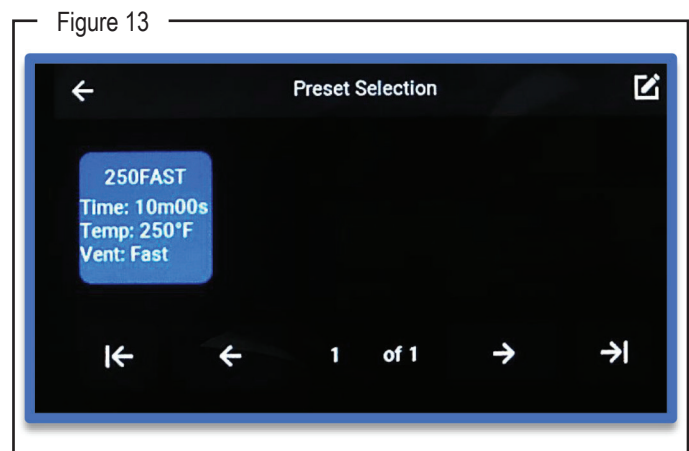 Figure 13
Preset Selection
250FAST
Time: 10m00s
Temp: 250°F
Vent: Fast
1 of 1